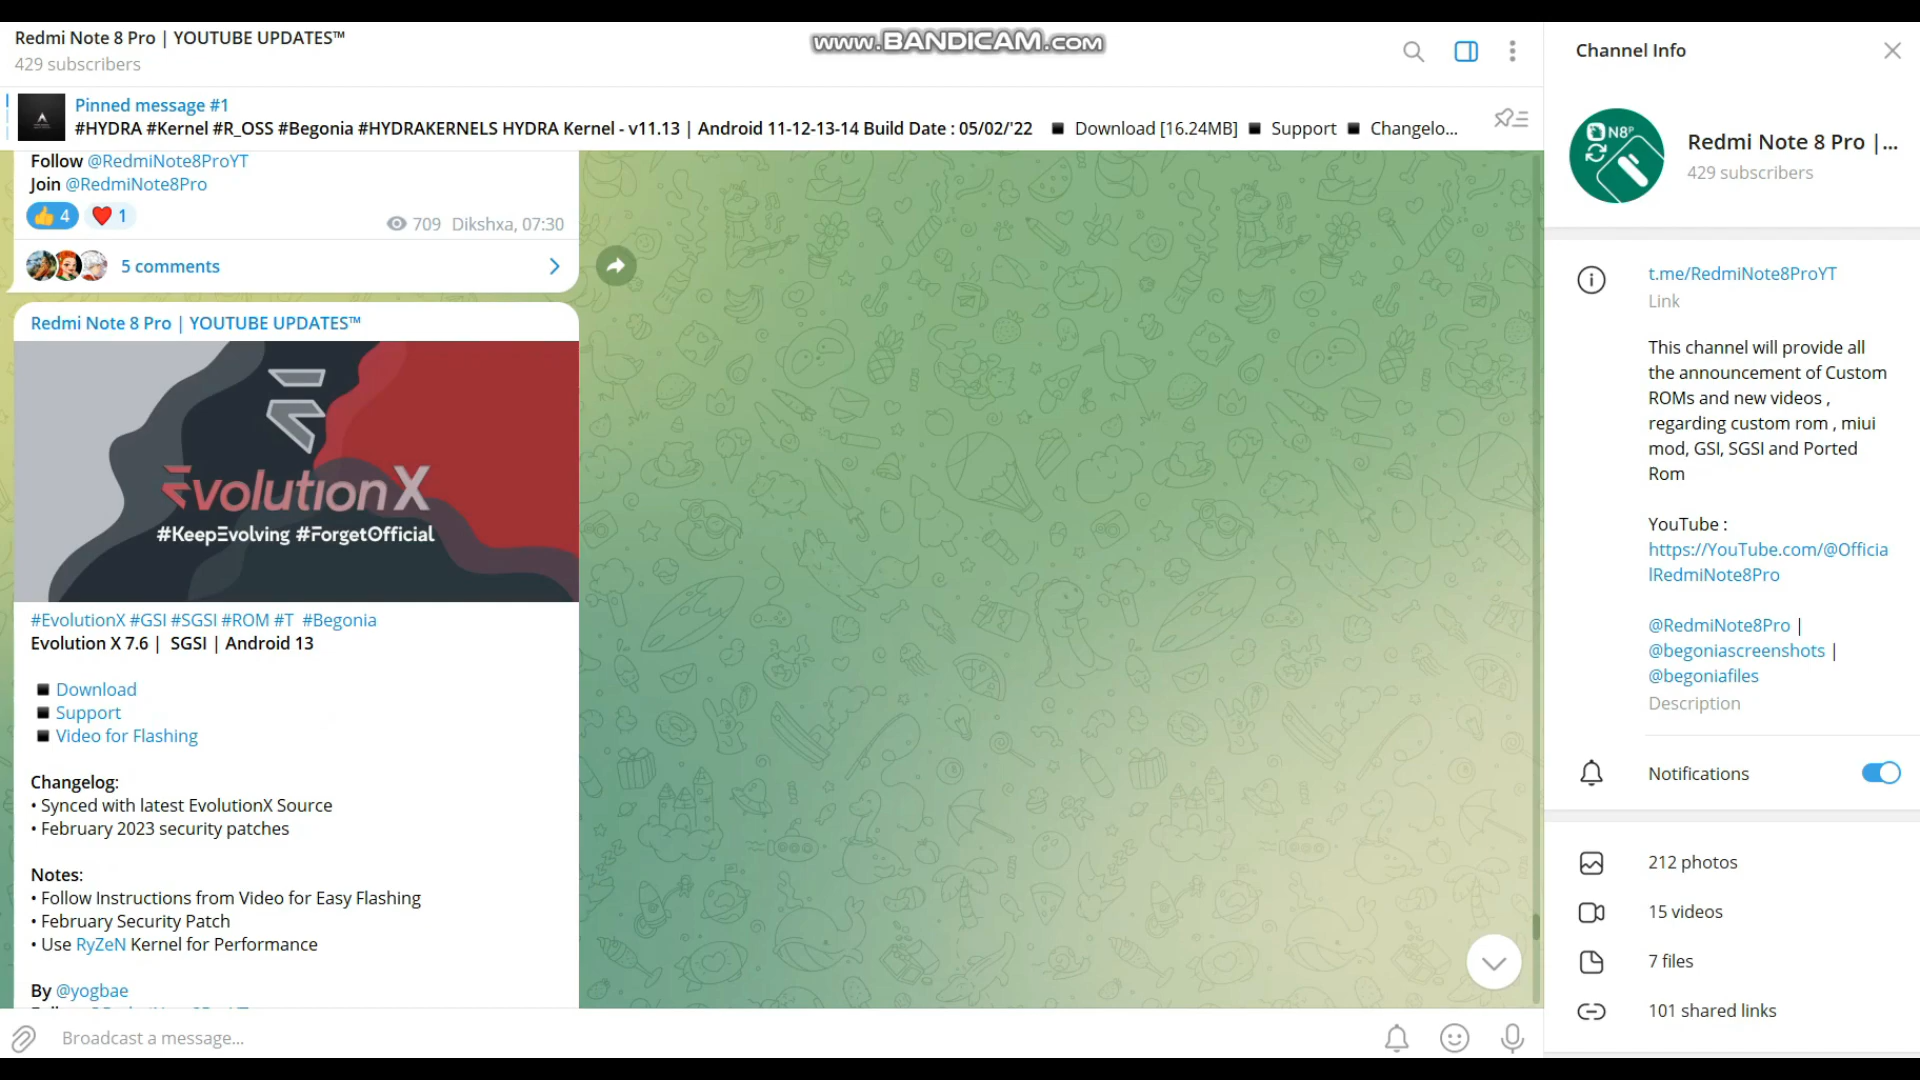 Redmi Note 8 Pro | YOUTUBE UPDATES™
429 subscribers
www.BANDICAM.com
Pinned message #1
#HYDRA #Kernel #R_OSS #Begonia #HYDRAKERNELS HYDRA Kernel - v11.13 | Android 11-12-13-14 Build Date : 05/02/'22 ◾ Download [16.24MB] ◾ Support ◾ Changelo...
Follow @RedmiNote8ProYT
Join @RedmiNote8Pro
👍 4 ❤️ 1
709 Dikshxa, 07:30
5 comments
Redmi Note 8 Pro | YOUTUBE UPDATES™
EvolutionX
#KeepEvolving #ForgetOfficial
#EvolutionX #GSI #SGSI #ROM #T #Begonia
Evolution X 7.6 | SGSI | Android 13
◾ Download
◾ Support
◾ Video for Flashing
Changelog:
• Synced with latest EvolutionX Source
• February 2023 security patches
Notes:
• Follow Instructions from Video for Easy Flashing
• February Security Patch
• Use RyZeN Kernel for Performance
By @yogbae
Broadcast a message...
Channel Info
N8P
Redmi Note 8 Pro |...
429 subscribers
t.me/RedmiNote8ProYT
Link
This channel will provide all
the announcement of Custom
ROMs and new videos ,
regarding custom rom , miui
mod, GSI, SGSI and Ported
Rom
YouTube :
https://YouTube.com/@Officia
lRedmiNote8Pro
@RedmiNote8Pro |
@begoniascreenshots |
@begoniafiles
Description
Notifications
212 photos
15 videos
7 files
101 shared links